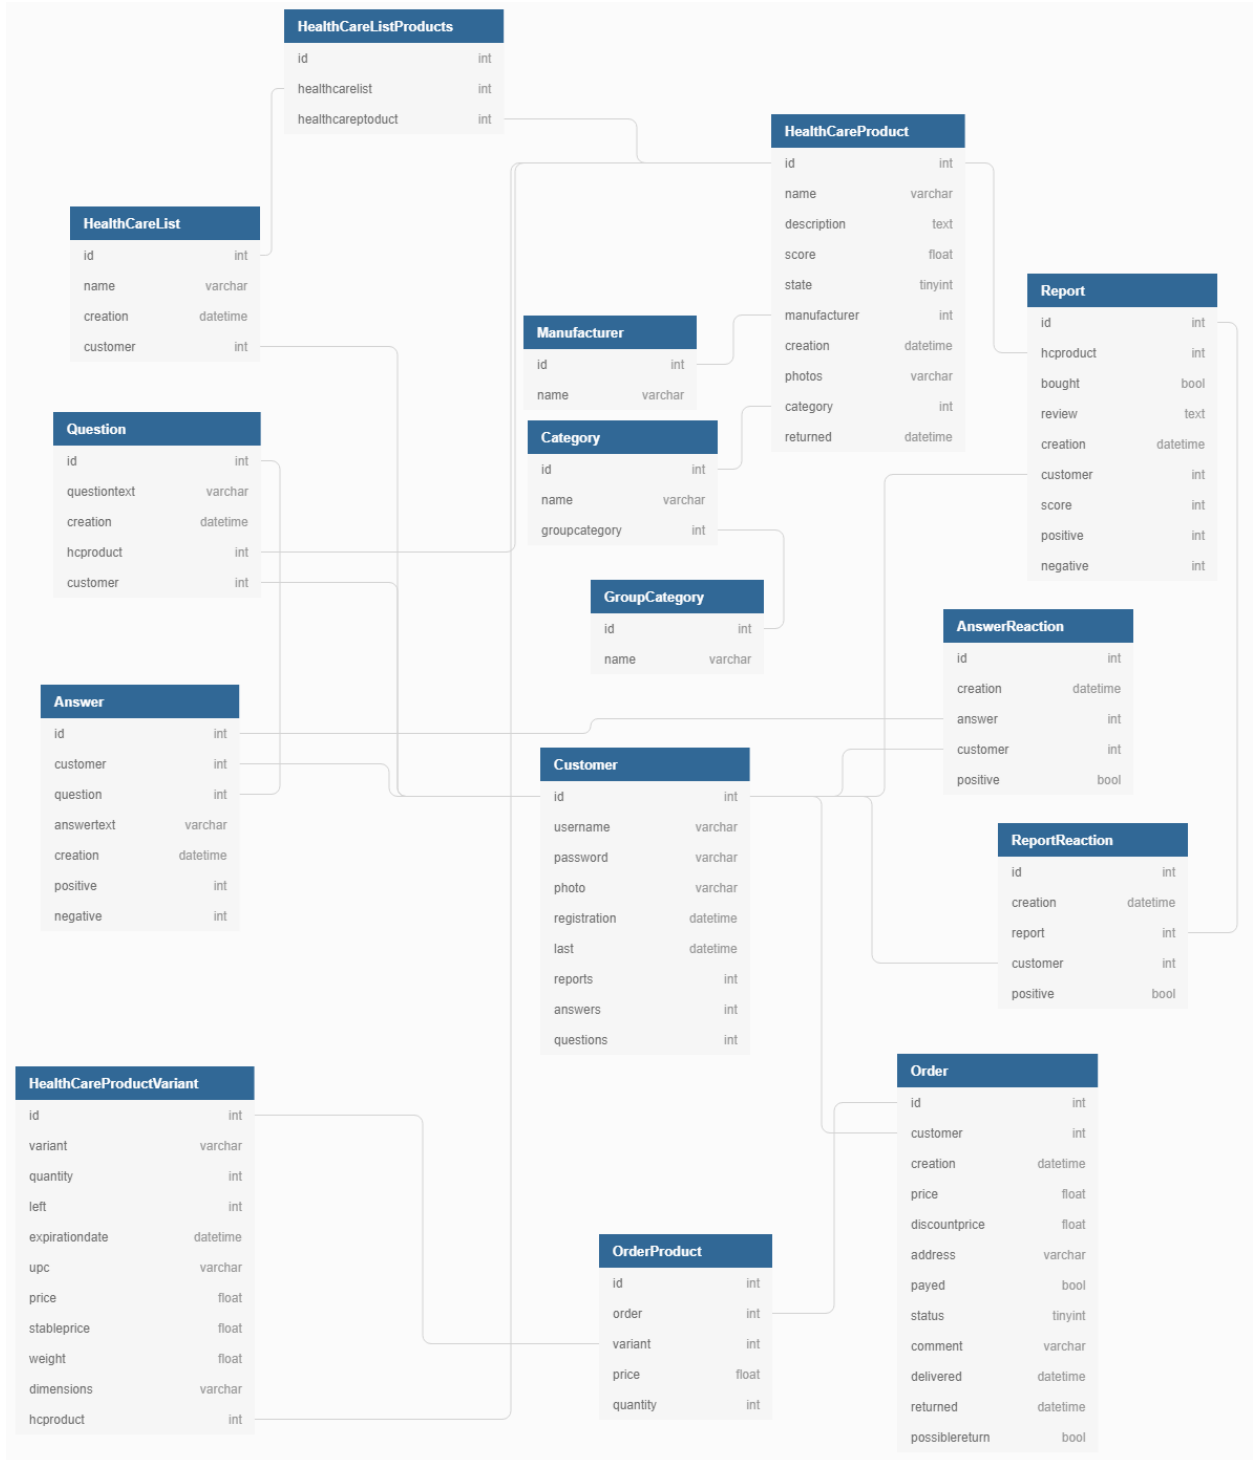 HealthCareListProducts
id int
healthcarelist int
healthcareptoduct int
HealthCareProduct
id int
name varchar
description text
score float
state tinyint
manufacturer int
creation datetime
photos varchar
category int
returned datetime
HealthCareList
id int
name varchar
creation datetime
customer int
Report
id int
hcproduct int
bought bool
review text
creation datetime
customer int
score int
positive int
negative int
Manufacturer
id int
name varchar
Question
id int
questiontext varchar
creation datetime
hcproduct int
customer int
Category
id int
name varchar
groupcategory int
GroupCategory
id int
name varchar
AnswerReaction
id int
creation datetime
answer int
customer int
positive bool
Answer
id int
customer int
question int
answertext varchar
creation datetime
positive int
negative int
Customer
id int
username varchar
password varchar
photo varchar
registration datetime
last datetime
reports int
answers int
questions int
ReportReaction
id int
creation datetime
report int
customer int
positive bool
HealthCareProductVariant
id int
variant varchar
quantity int
left int
expirationdate datetime
upc varchar
price float
stableprice float
weight float
dimensions varchar
hcproduct int
Order
id int
customer int
creation datetime
price float
discountprice float
address varchar
payed bool
status tinyint
comment varchar
delivered datetime
returned datetime
possiblereturn bool
OrderProduct
id int
order int
variant int
price float
quantity int